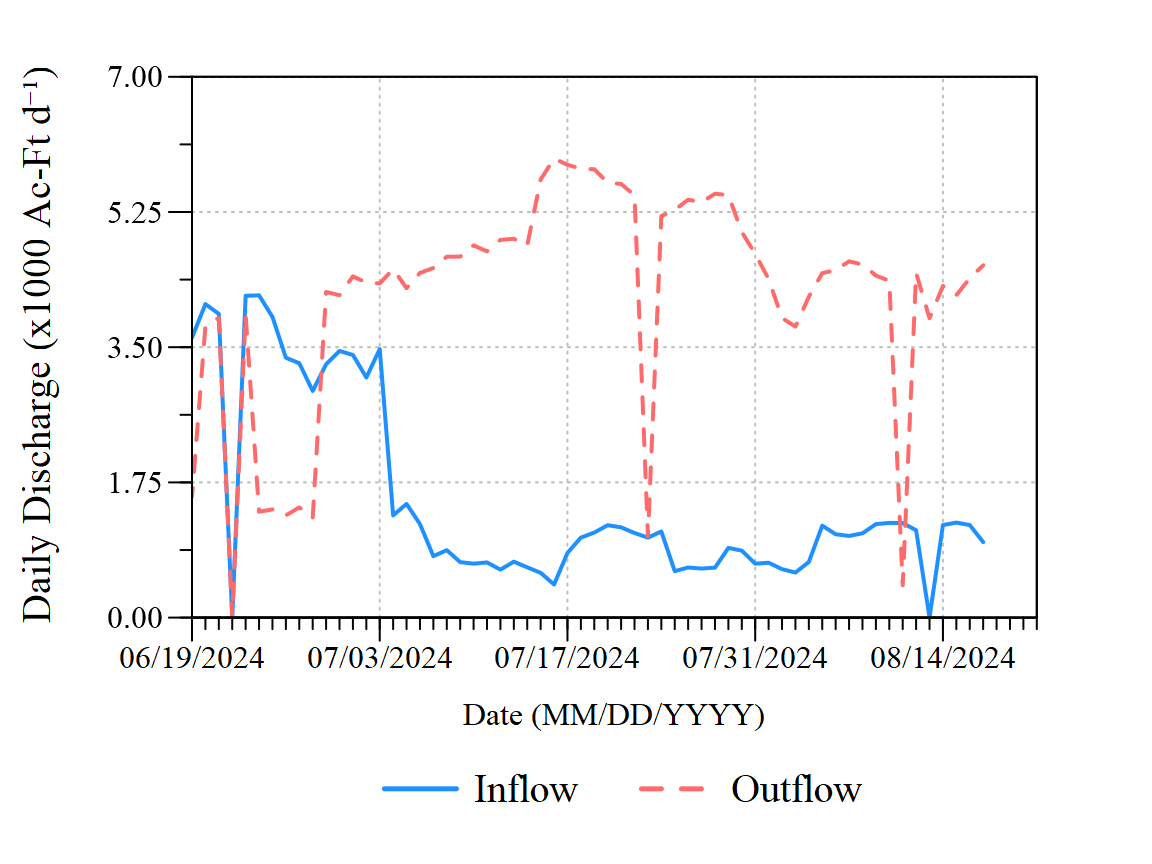 Daily Discharge (x1000 Ac-Ft d⁻¹)
7.00
5.25
3.50
1.75
0.00
06/19/2024 07/03/2024 07/17/2024 07/31/2024 08/14/2024
Date (MM/DD/YYYY)
Inflow Outflow